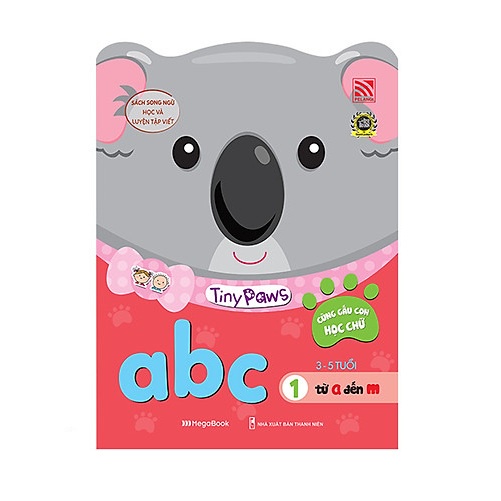 SÁCH SONG NGỮ
HỌC VÀ
LUYỆN TẬP VIẾT
PELANGI
Tiny Paws
CÙNG GẤU CON
HỌC CHỮ
abc
3 - 5 TUỔI
1 từ a đến m
MegaBook
NHÀ XUẤT BẢN THANH NIÊN